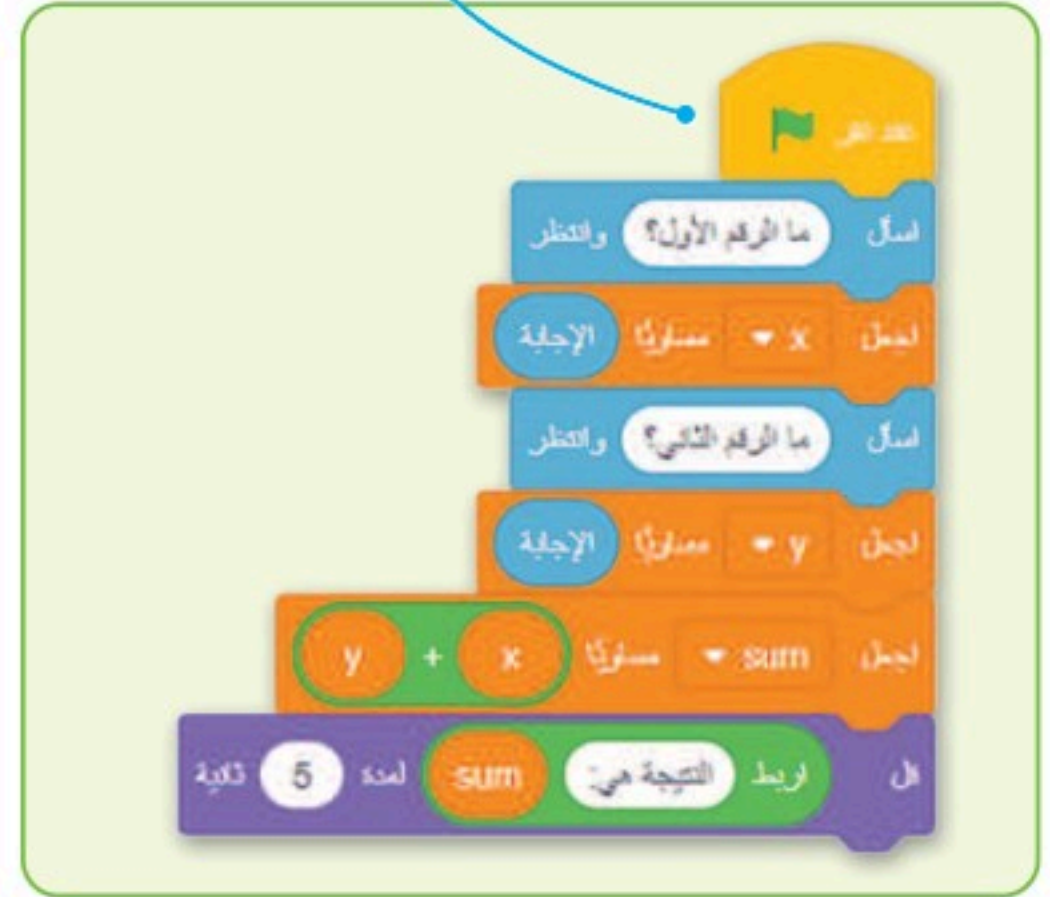 عند نقر
اسأل ما الرقم الأول؟ وانتظر
اجعل x مساويًا الإجابة
اسأل ما الرقم الثاني؟ وانتظر
اجعل y مساويًا الإجابة
اجعل sum مساويًا x + y
قل اربط النتيجة هي: sum لمدة 5 ثانية